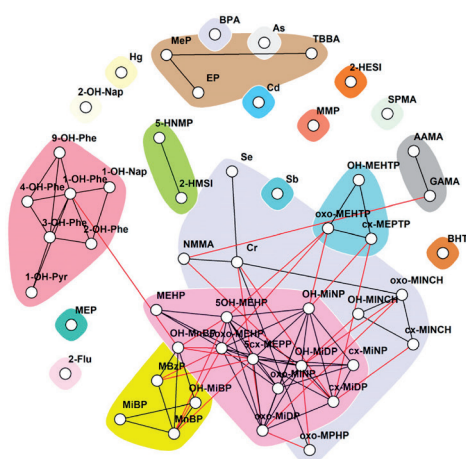 BPA
MeP
As
TBBA
EP
Hg
2-OH-Nap
Cd
MMP
2-HESI
SPMA
9-OH-Phe
4-OH-Phe
1-OH-Phe
1-OH-Nap
3-OH-Phe
2-OH-Phe
1-OH-Pyr
5-HNMP
2-HMSI
Se
Sb
OH-MEHTP
oxo-MEHTP
cx-MEPTP
AAMA
GAMA
BHT
NMMA
Cr
MEP
2-Flu
MEHP
5OH-MEHP
OH-MiNP
OH-MINCH
oxo-MINCH
cx-MINCH
OH-MnBP
5oxo-MEHP
5cx-MEPP
OH-MiDP
cx-MiNP
MBzP
OH-MiBP
oxo-MiNP
cx-MiDP
MiBP
MnBP
oxo-MiDP
oxo-MPHP